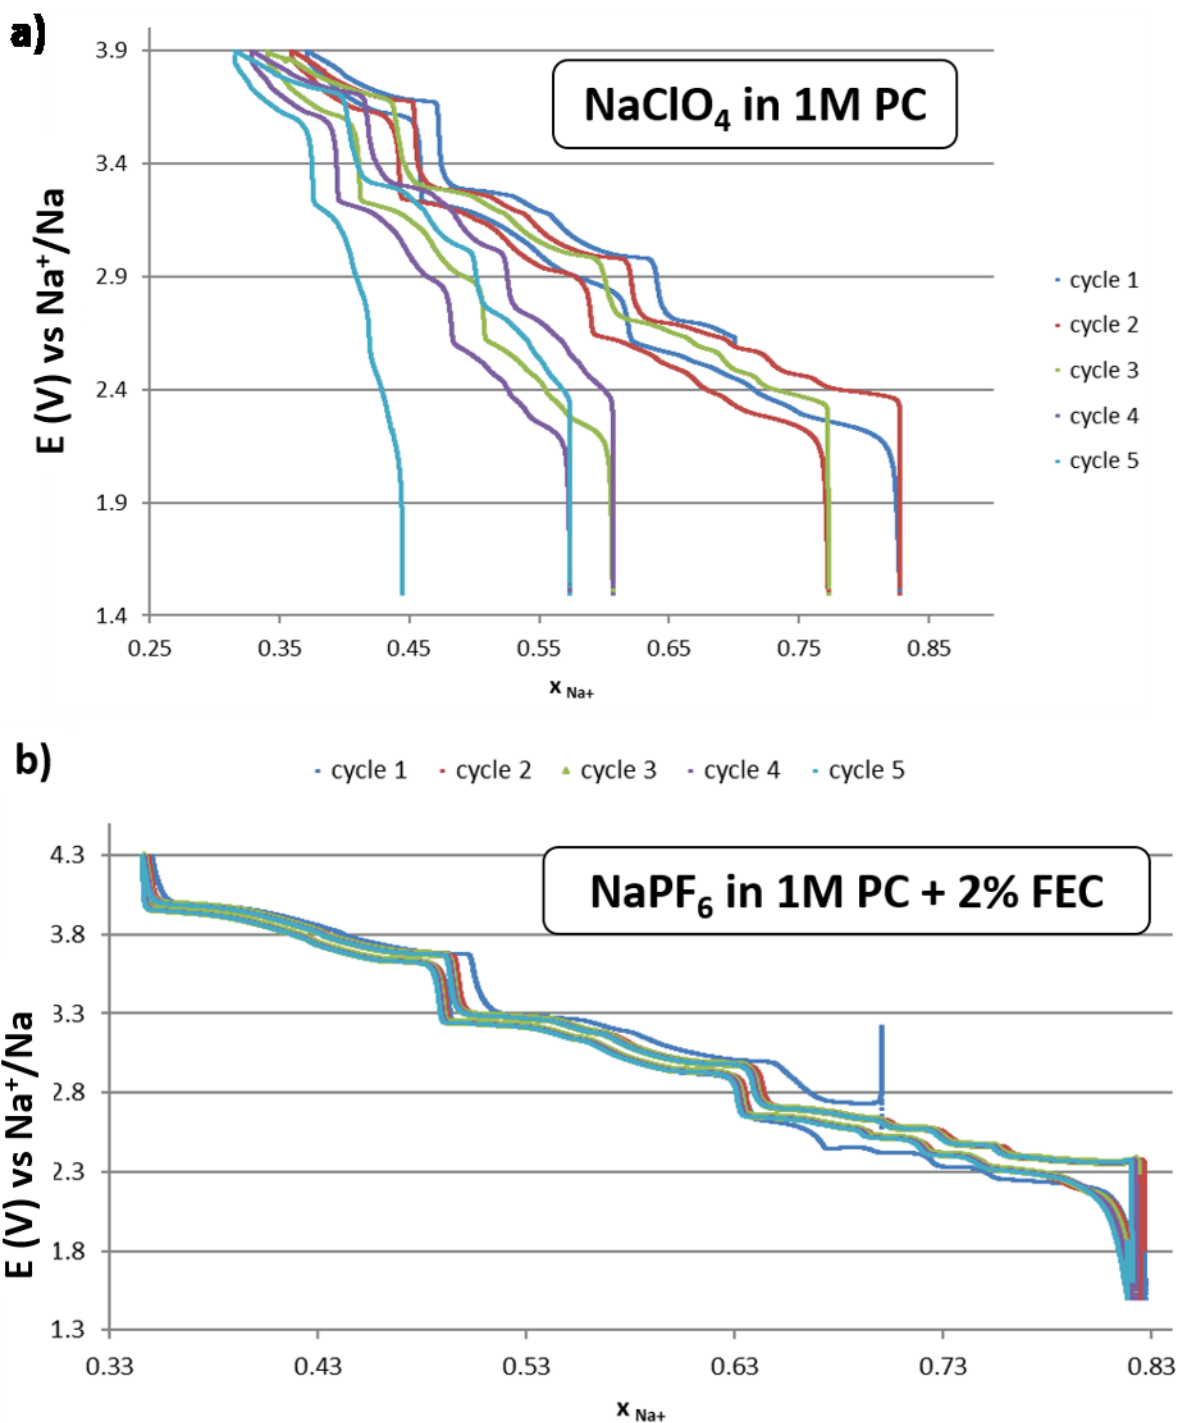 a)
NaClO4 in 1M PC
3.9
3.4
2.9
2.4
1.9
1.4
E (V) vs Na+/Na
0.25 0.35 0.45 0.55 0.65 0.75 0.85
x Na+
cycle 1
cycle 2
cycle 3
cycle 4
cycle 5
b)
cycle 1 cycle 2 cycle 3 cycle 4 cycle 5
NaPF6 in 1M PC + 2% FEC
4.3
3.8
3.3
2.8
2.3
1.8
1.3
E (V) vs Na+/Na
0.33 0.43 0.53 0.63 0.73 0.83
x Na+